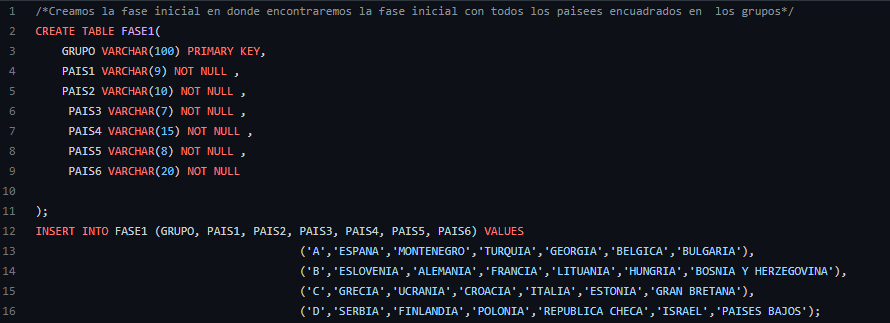 1 /*Creamos la fase inicial en donde encontraremos la fase inicial con todos los paisees encuadrados en  los grupos*/
2 CREATE TABLE FASE1(
3     GRUPO VARCHAR(100) PRIMARY KEY,
4     PAIS1 VARCHAR(9) NOT NULL ,
5     PAIS2 VARCHAR(10) NOT NULL ,
6      PAIS3 VARCHAR(7) NOT NULL ,
7      PAIS4 VARCHAR(15) NOT NULL ,
8      PAIS5 VARCHAR(8) NOT NULL ,
9      PAIS6 VARCHAR(20) NOT NULL
10
11 );
12 INSERT INTO FASE1 (GRUPO, PAIS1, PAIS2, PAIS3, PAIS4, PAIS5, PAIS6) VALUES
13                                         ('A','ESPANA','MONTENEGRO','TURQUIA','GEORGIA','BELGICA','BULGARIA'),
14                                         ('B','ESLOVENIA','ALEMANIA','FRANCIA','LITUANIA','HUNGRIA','BOSNIA Y HERZEGOVINA'),
15                                         ('C','GRECIA','UCRANIA','CROACIA','ITALIA','ESTONIA','GRAN BRETANA'),
16                                         ('D','SERBIA','FINLANDIA','POLONIA','REPUBLICA CHECA','ISRAEL','PAISES BAJOS');